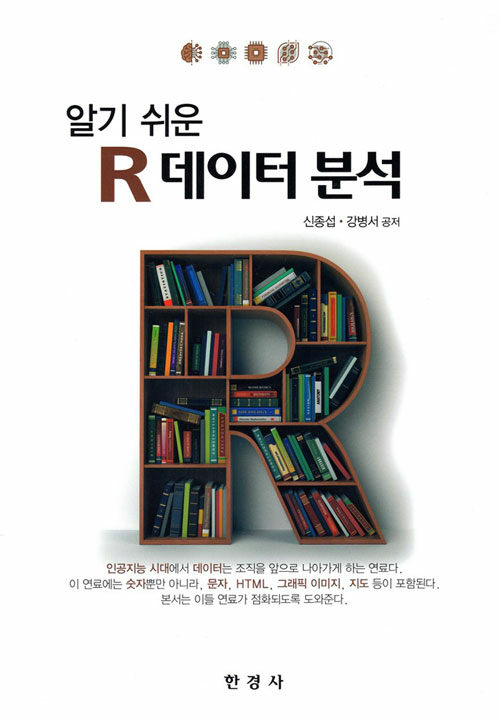 알기 쉬운
R 데이터 분석
신종섭 · 강병서 공저
인공지능 시대에서 데이터는 조직을 앞으로 나아가게 하는 연료다.
이 연료에는 숫자뿐만 아니라, 문자, HTML, 그래픽 이미지, 지도 등이 포함된다.
본서는 이들 연료가 점화되도록 도와준다.
한경사